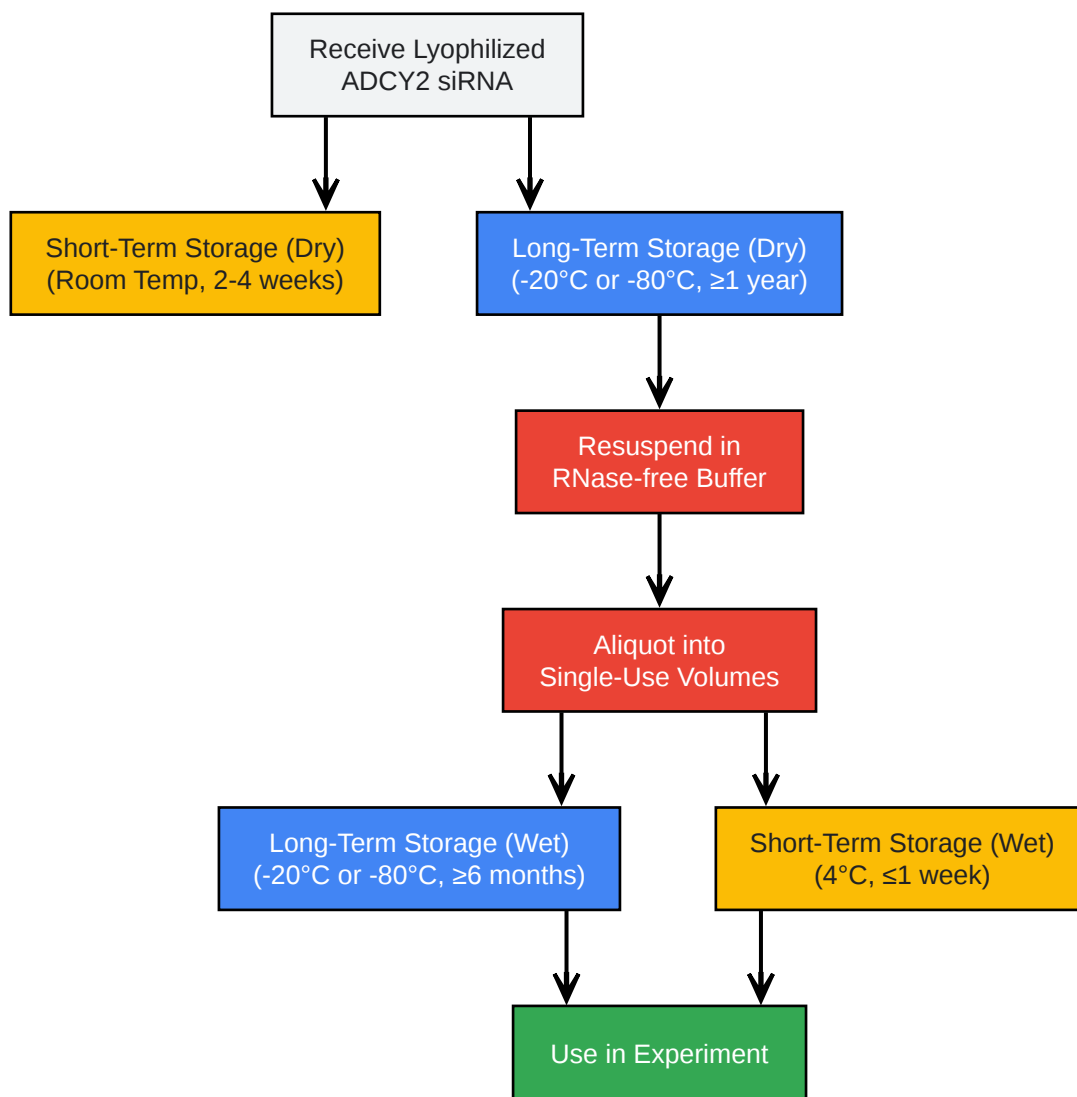 Receive Lyophilized
ADCY2 siRNA
Short-Term Storage (Dry)
(Room Temp, 2-4 weeks)
Long-Term Storage (Dry)
(-20°C or -80°C, ≥1 year)
Resuspend in
RNase-free Buffer
Aliquot into
Single-Use Volumes
Long-Term Storage (Wet)
(-20°C or -80°C, ≥6 months)
Short-Term Storage (Wet)
(4°C, ≤1 week)
Use in Experiment